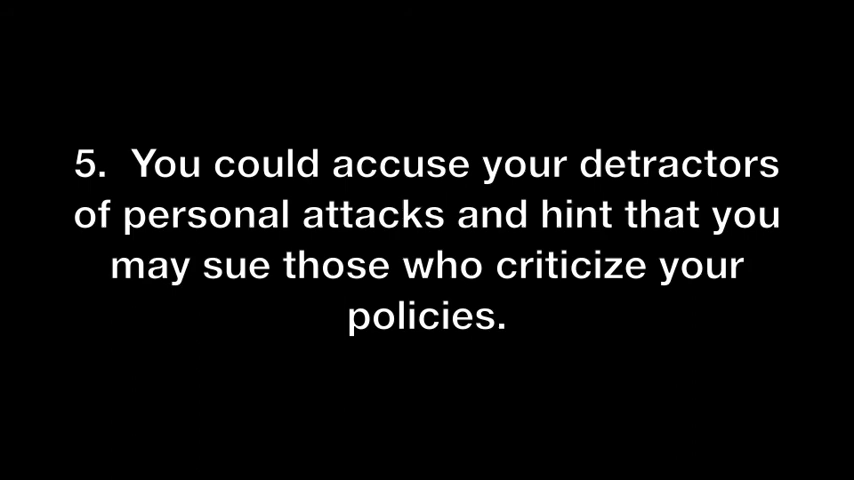 5.  You could accuse your detractors
of personal attacks and hint that you
may sue those who criticize your
policies.